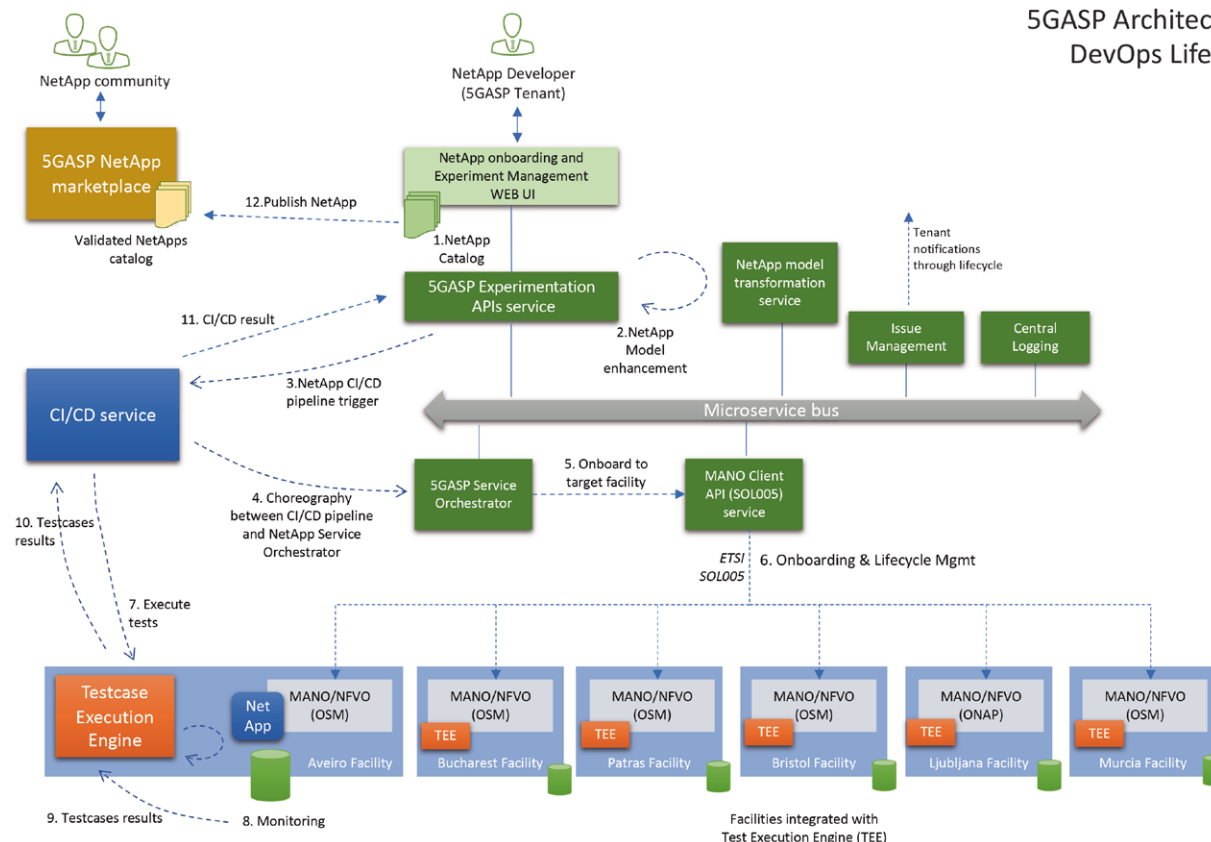 5GASP Architec
DevOps Life
NetApp community
NetApp Developer
(5GASP Tenant)
5GASP NetApp
marketplace
NetApp onboarding and
Experiment Management
WEB UI
12.Publish NetApp
Validated NetApps
catalog
1.NetApp
Catalog
Tenant
notifications
through lifecycle
NetApp model
transformation
service
5GASP Experimentation
APIs service
11. CI/CD result
2.NetApp
Model
enhancement
Issue
Management
Central
Logging
3.NetApp CI/CD
pipeline trigger
CI/CD service
Microservice bus
5GASP Service
Orchestrator
5. Onboard to
target facility
MANO Client
API (SOL005)
service
4. Choreography
between CI/CD pipeline
and NetApp Service
Orchestrator
10. Testcases
results
ETSI
SOL005
6. Onboarding & Lifecycle Mgmt
7. Execute
tests
Testcase
Execution
Engine
Net
App
MANO/NFVO
(OSM)
Aveiro Facility
MANO/NFVO
(OSM)
TEE
Bucharest Facility
MANO/NFVO
(OSM)
TEE
Patras Facility
MANO/NFVO
(OSM)
TEE
Bristol Facility
MANO/NFVO
(ONAP)
TEE
Ljubljana Facility
MANO/NFVO
(OSM)
TEE
Murcia Facility
9. Testcases results
8. Monitoring
Facilities integrated with
Test Execution Engine (TEE)